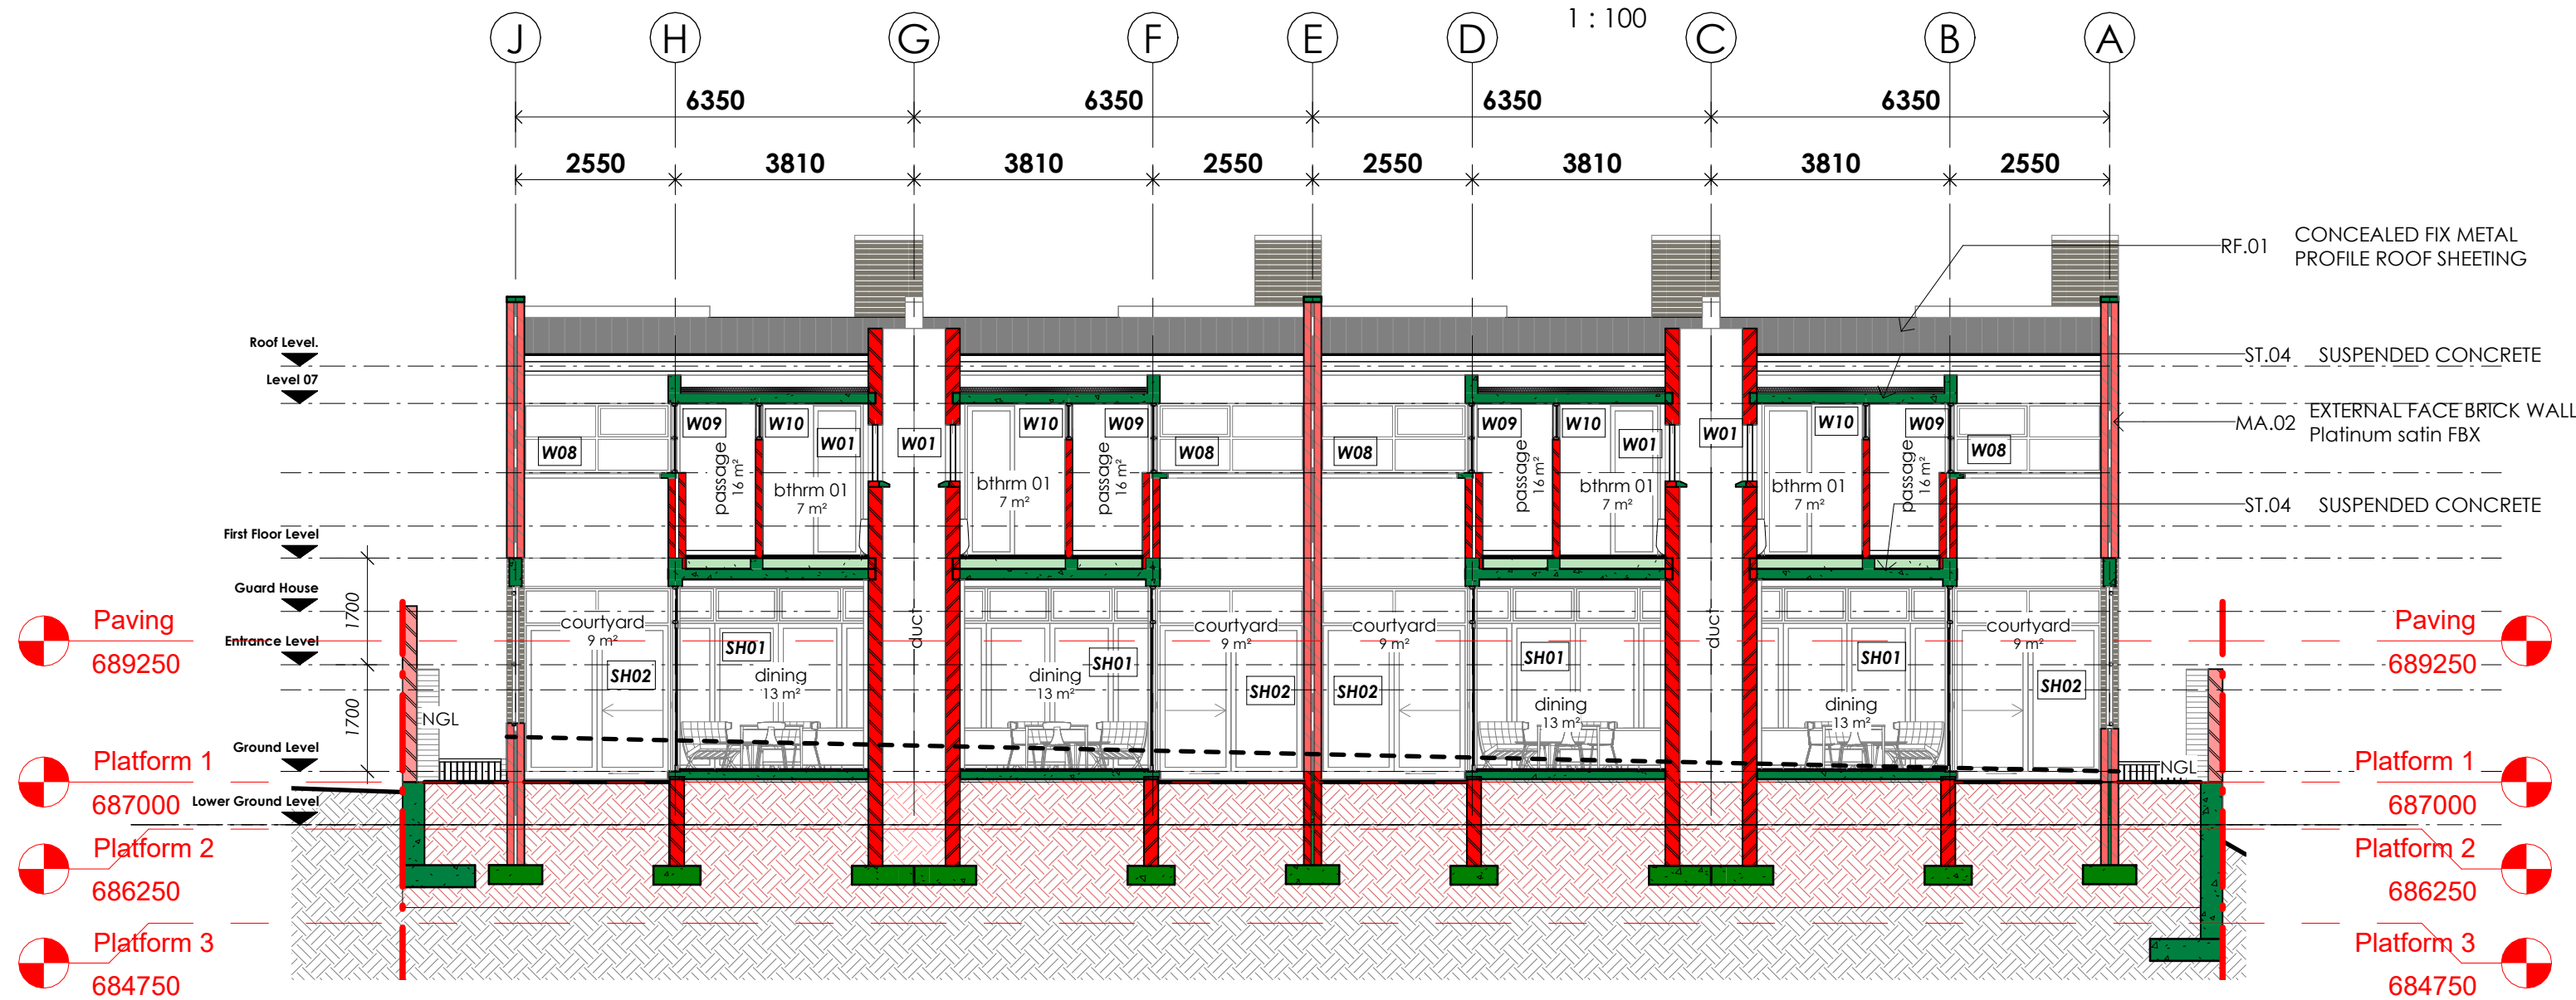 1 : 100
J H G F E D C B A
6350 6350 6350 6350
2550 3810 3810 2550 2550 3810 3810 2550
RF.01 CONCEALED FIX METAL
PROFILE ROOF SHEETING
Roof Level.
ST.04 SUSPENDED CONCRETE
Level 07
MA.02 EXTERNAL FACE BRICK WALL
Platinum satin FBX
W08 W09 W10 W01 W01 W10 W09 W08 W08 W09 W10 W01 W01 W10 W09 W08
passage
16 m²
bthrm 01
7 m²
bthrm 01
7 m²
passage
16 m²
passage
16 m²
bthrm 01
7 m²
bthrm 01
7 m²
passage
16 m²
ST.04 SUSPENDED CONCRETE
First Floor Level
1700
Guard House
Paving
689250
Entrance Level
1700
courtyard
9 m²
SH02
SH01
dining
13 m²
duct
dining
13 m²
SH01
courtyard
9 m²
SH02
courtyard
9 m²
SH02
SH01
dining
13 m²
duct
SH01
dining
13 m²
courtyard
9 m²
SH02
Paving
689250
NGL
NGL
Ground Level
Platform 1
687000
Lower Ground Level
Platform 2
686250
Platform 3
684750
Platform 1
687000
Platform 2
686250
Platform 3
684750